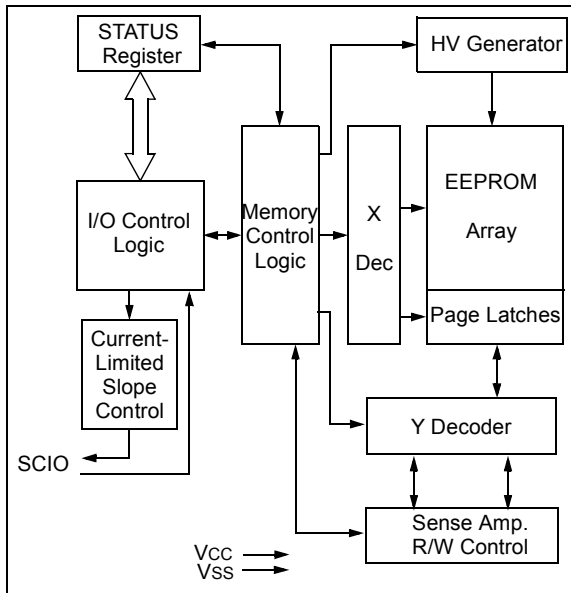 STATUS
Register
HV Generator
I/O Control
Logic
Memory
Control
Logic
X
Dec
EEPROM
Array
Page Latches
Current-
Limited
Slope
Control
SCIO
Y Decoder
Sense Amp.
R/W Control
VCC
VSS